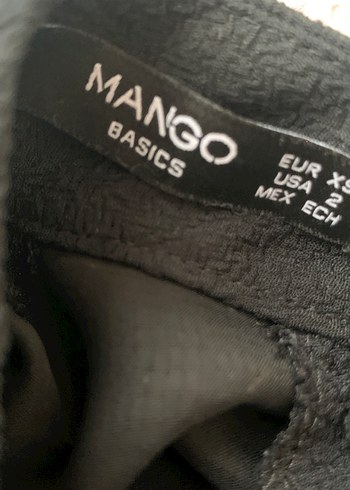 MANGO
BASICS
EUR XS
USA 2
MEX ECH